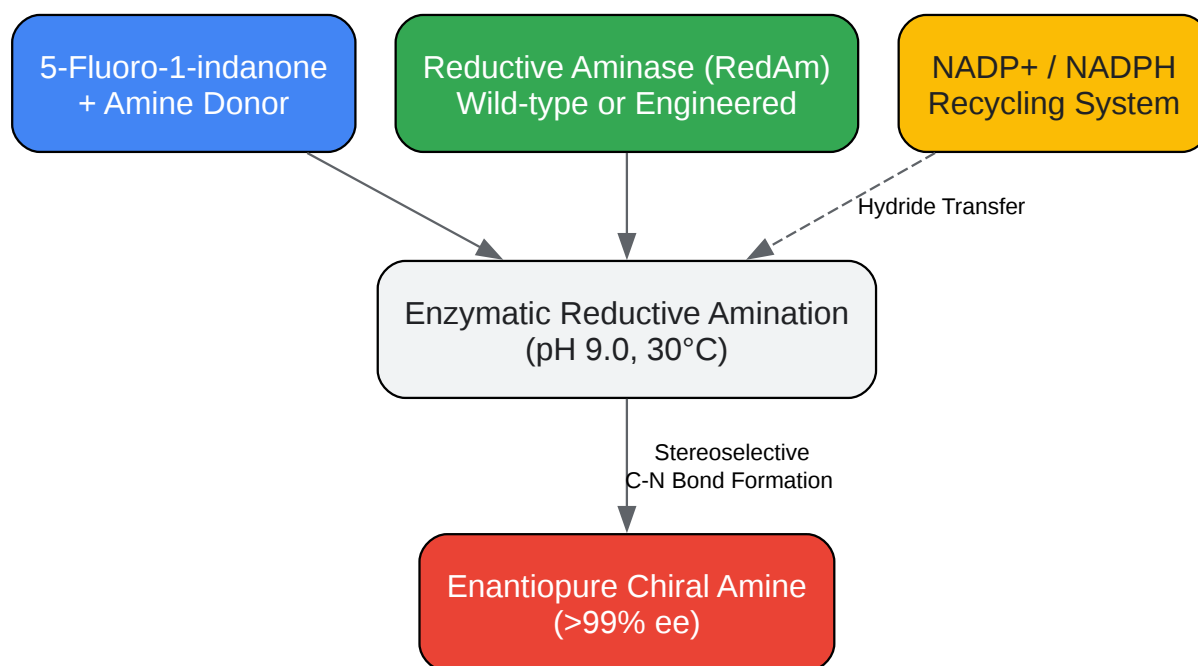 5-Fluoro-1-indanone
+ Amine Donor
Reductive Aminase (RedAm)
Wild-type or Engineered
NADP+ / NADPH
Recycling System
Hydride Transfer
Enzymatic Reductive Amination
(pH 9.0, 30°C)
Stereoselective
C-N Bond Formation
Enantiopure Chiral Amine
(>99% ee)